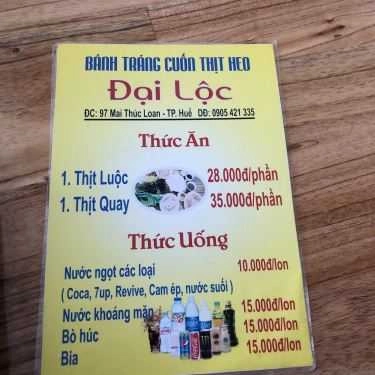 BÁNH TRÁNG CUỐN THỊT HEO
Đại Lộc
ĐC: 97 Mai Thúc Loan - TP. Huế DĐ: 0905 421 335
Thức Ăn
1. Thịt Luộc 28.000đ/phần
1. Thịt Quay 35.000đ/phần
Thức Uống
Nước ngọt các loại 10.000đ/lon
( Coca, 7up, Revive, Cam ép, nước suối )
Nước khoáng mặn 15.000đ/lon
Bò húc 15.000đ/lon
Bia 15.000đ/lon